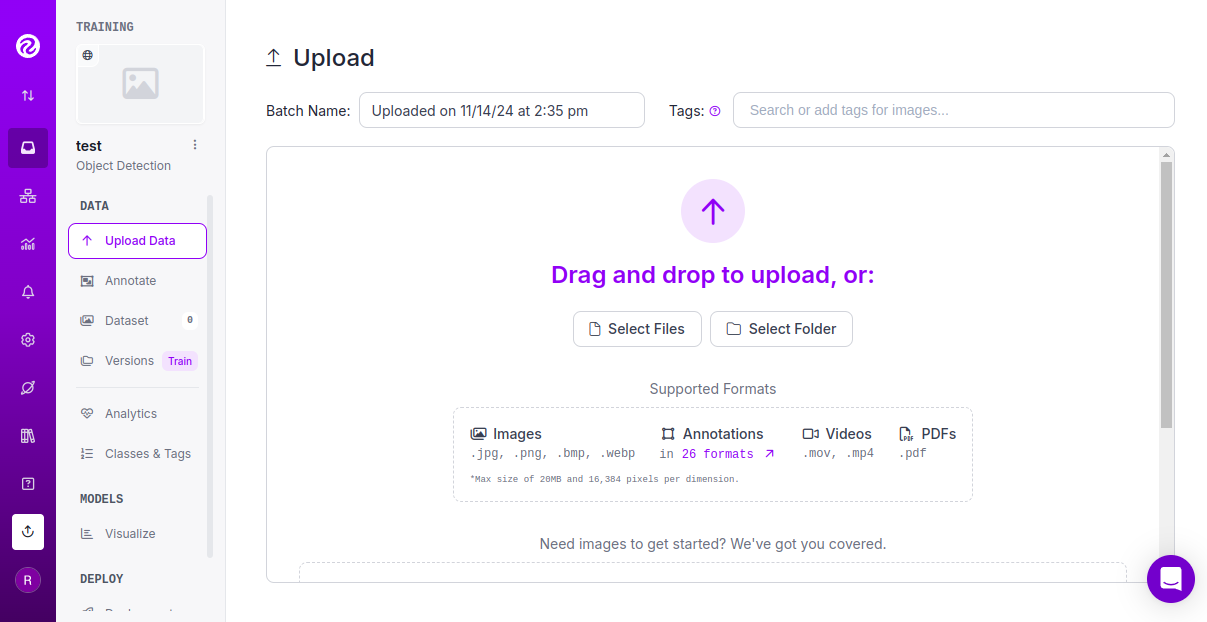 TRAINING
test
Object Detection
DATA
Upload Data
Annotate
Dataset 0
Versions Train
Analytics
Classes & Tags
MODELS
Visualize
DEPLOY
R
Upload
Batch Name: Uploaded on 11/14/24 at 2:35 pm Tags: Search or add tags for images...
Drag and drop to upload, or:
Select Files Select Folder
Supported Formats
Images Annotations Videos PDFs
.jpg, .png, .bmp, .webp in 26 formats .mov, .mp4 .pdf
*Max size of 20MB and 16,384 pixels per dimension.
Need images to get started? We've got you covered.